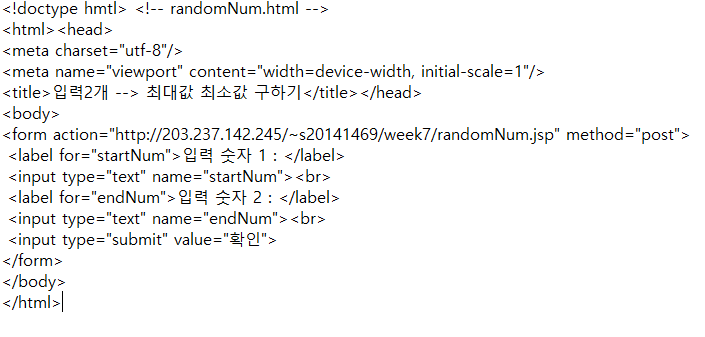 <!doctype hmtl> <!-- randomNum.html -->
<html><head>
<meta charset="utf-8"/>
<meta name="viewport" content="width=device-width, initial-scale=1"/>
<title>입력2개 --> 최대값 최소값 구하기</title></head>
<body>
<form action="http://203.237.142.245/~s20141469/week7/randomNum.jsp" method="post">
<label for="startNum">입력 숫자 1 : </label>
<input type="text" name="startNum"><br>
<label for="endNum">입력 숫자 2 : </label>
<input type="text" name="endNum"><br>
<input type="submit" value="확인">
</form>
</body>
</html>